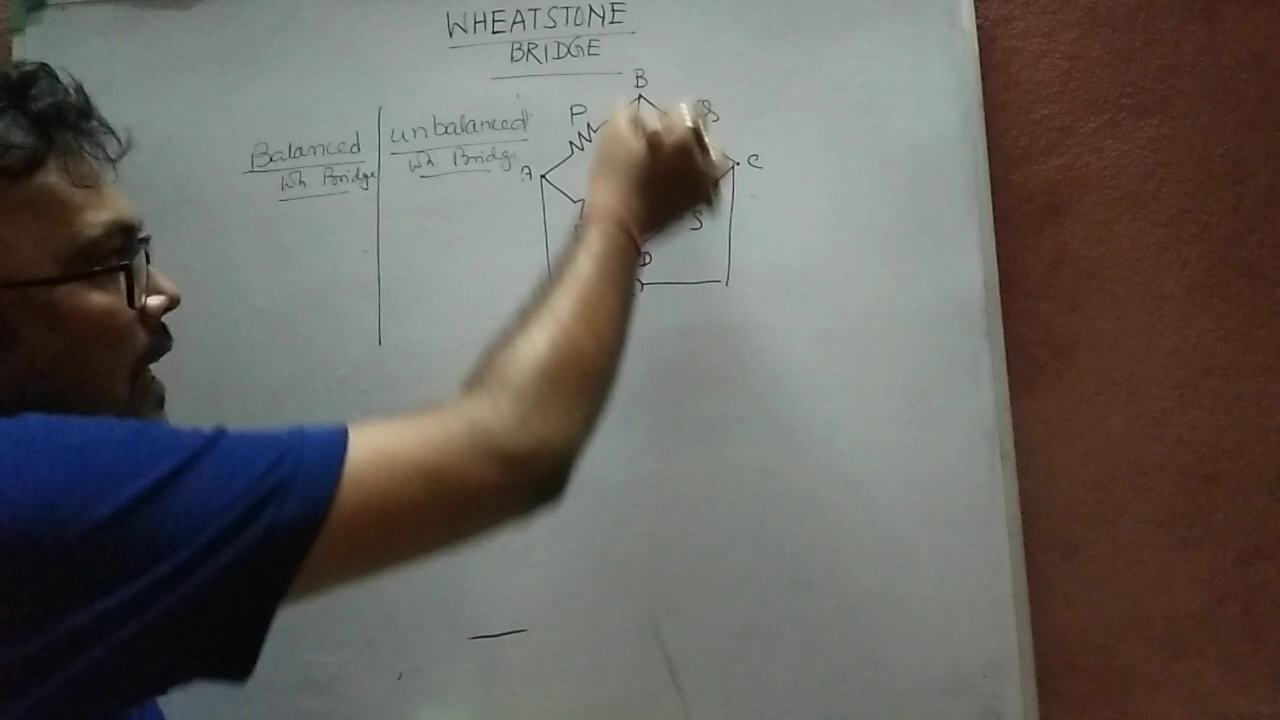 WHEATSTONE
BRIDGE
Balanced
Wh Bridge
unbalanced
Wh Bridge
B
P
A
C
S
D